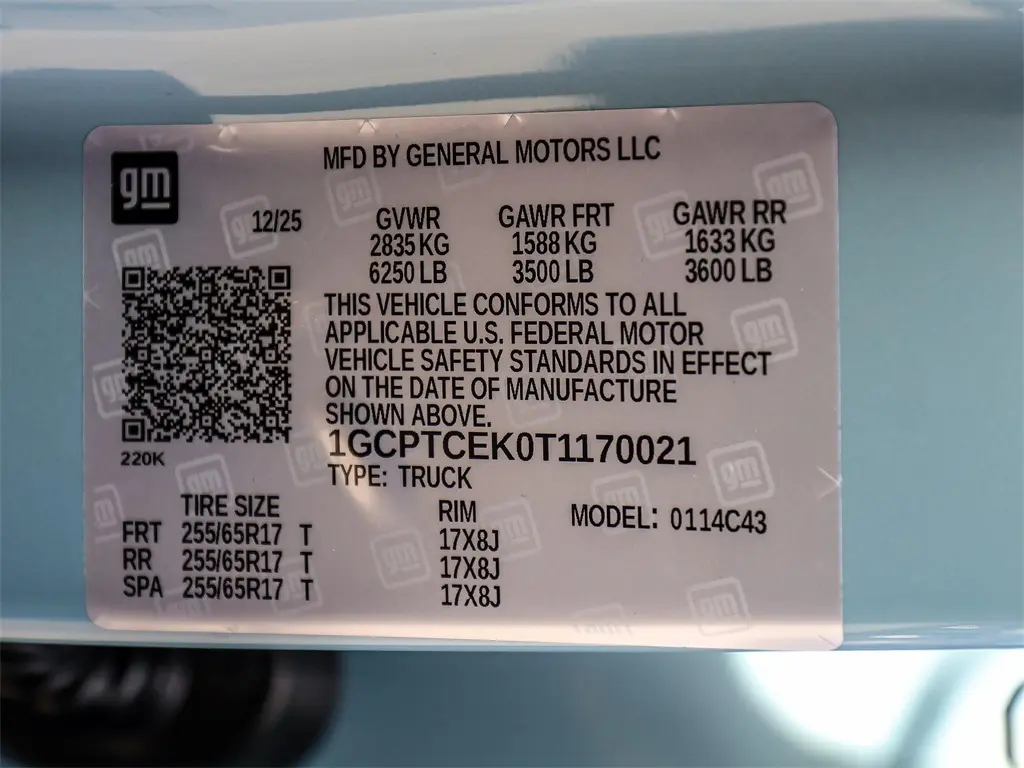 gm
MFD BY GENERAL MOTORS LLC
12/25 GVWR GAWR FRT GAWR RR
2835 KG 1588 KG 1633 KG
6250 LB 3500 LB 3600 LB
THIS VEHICLE CONFORMS TO ALL
APPLICABLE U.S. FEDERAL MOTOR
VEHICLE SAFETY STANDARDS IN EFFECT
ON THE DATE OF MANUFACTURE
SHOWN ABOVE.
1GCPTCEK0T1170021
220K
TYPE: TRUCK
TIRE SIZE RIM MODEL: 0114C43
FRT 255/65R17 T 17X8J
RR 255/65R17 T 17X8J
SPA 255/65R17 T 17X8J